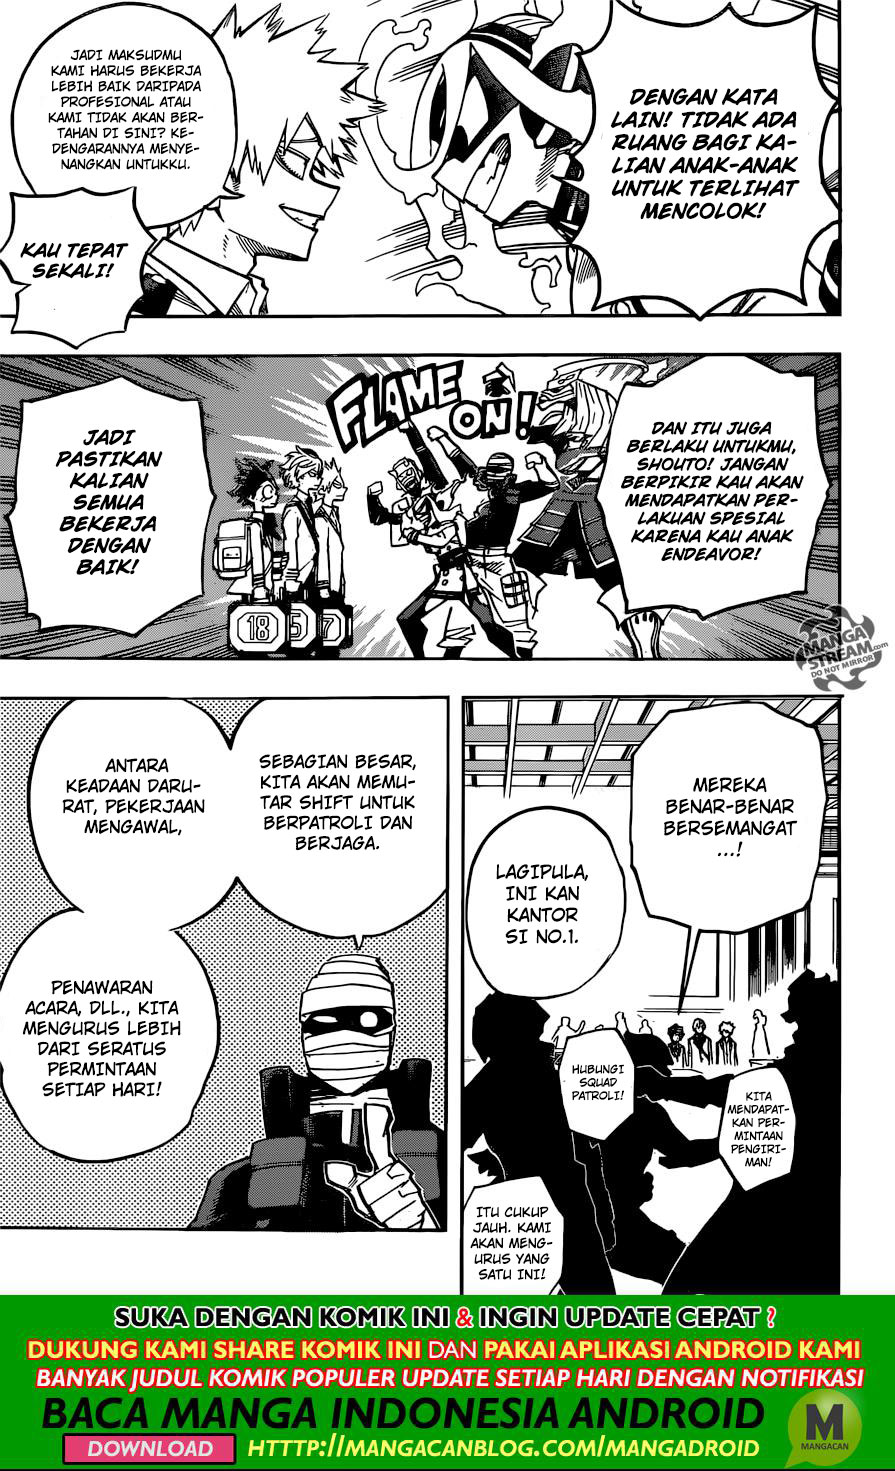 DENGAN KATA
LAIN! TIDAK ADA
RUANG BAGI KA-
LIAN ANAK-ANAK
UNTUK TERLIHAT
MENCOLOK!
JADI MAKSUDMU
KAMI HARUS BEKERJA
LEBIH BAIK DARIPADA
PROFESIONAL ATAU
KAMI TIDAK AKAN BER-
TAHAN DI SINI? KE-
DENGARANNYA MENYE-
NANGKAN UNTUKKU.
KAU TEPAT
SEKALI!
DAN ITU JUGA
BERLAKU UNTUKMU,
SHOUTO! JANGAN
BERPIKIR KAU AKAN
MENDAPATKAN PER-
LAKUAN SPESIAL
KARENA KAU ANAK
ENDEAVOR!
FLAME
ON!
JADI
PASTIKAN
KALIAN
SEMUA
BEKERJA
DENGAN
BAIK!
18
5
7
MANGA
STREAM.com
DO NOT MIRROR
MEREKA
BENAR-BENAR
BERSEMANGAT
...!
LAGIPULA,
INI KAN
KANTOR
SI NO.1.
HUBUNGI
SQUAD
PATROLI!
KITA
MENDAPAT-
KAN PER-
MINTAAN
PENGIRI-
MAN!
ITU CUKUP
JAUH. KAMI
AKAN MENG-
URUS YANG
SATU INI!
SEBAGIAN BESAR,
KITA AKAN MEMU-
TAR SHIFT UNTUK
BERPATROLI DAN
BERJAGA.
ANTARA
KEADAAN DARU-
RAT, PEKERJAAN
MENGAWAL,
PENAWARAN
ACARA, DLL., KITA
MENGURUS LEBIH
DARI SERATUS
PERMINTAAN
SETIAP HARI!
SUKA DENGAN KOMIK INI & INGIN UPDATE CEPAT ?
DUKUNG KAMI SHARE KOMIK INI DAN PAKAI APLIKASI ANDROID KAMI
BANYAK JUDUL KOMIK POPULER UPDATE SETIAP HARI DENGAN NOTIFIKASI
BACA MANGA INDONESIA ANDROID
DOWNLOAD HTTTP://MANGACANBLOG.COM/MANGADROID
M
MANGACAN